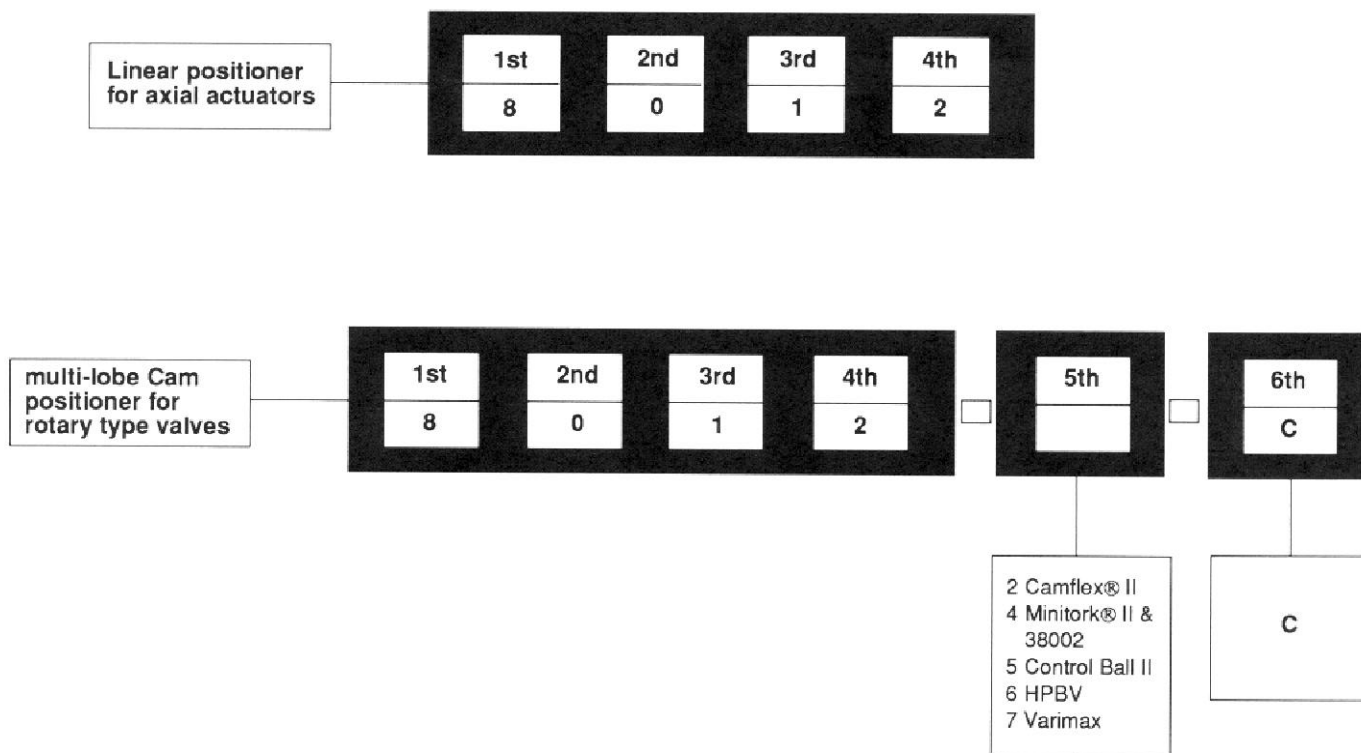 Linear positioner
for axial actuators
1st 2nd 3rd 4th
8 0 1 2
multi-lobe Cam
positioner for
rotary type valves
1st 2nd 3rd 4th 5th 6th
8 0 1 2 C
2 Camflex® II
4 Minitork® II &
38002
5 Control Ball II
6 HPBV
7 Varimax
C